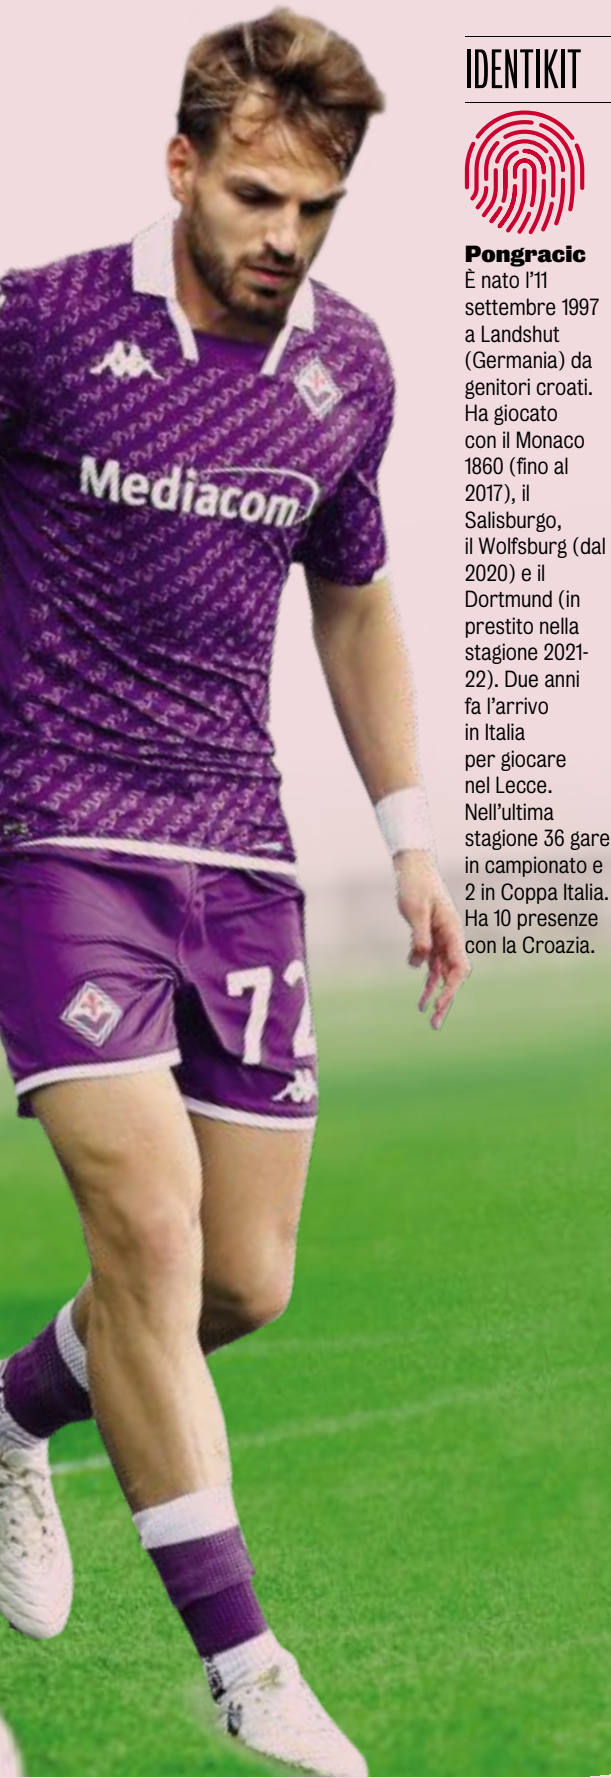 IDENTIKIT
Pongracic
È nato l'11
settembre 1997
a Landshut
(Germania) da
genitori croati.
Ha giocato
con il Monaco
1860 (fino al
2017), il
Salisburgo,
il Wolfsburg (dal
2020) e il
Dortmund (in
prestito nella
stagione 2021-
22). Due anni
fa l'arrivo
in Italia
per giocare
nel Lecce.
Nell'ultima
stagione 36 gare
in campionato e
2 in Coppa Italia.
Ha 10 presenze
con la Croazia.
Mediacom
72